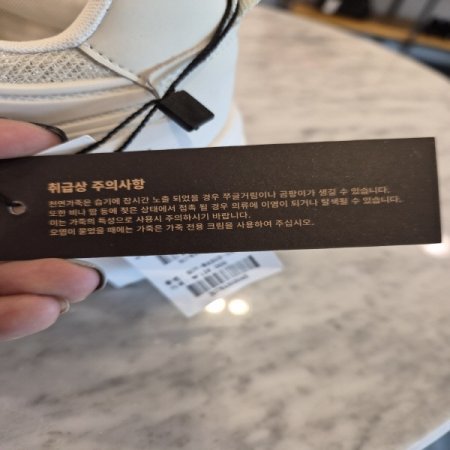 취급상 주의사항
천연가죽은 습기에 장시간 노출 되었을 경우 쭈글거림이나 곰팡이가 생길 수 있습니다.
또한 비나 땀 등에 젖은 상태에서 접촉 될 경우 의류에 이염이 되거나 탈색될 수 있습니다.
이는 가죽의 특성으로 사용시 주의하시기 바랍니다.
오염이 묻었을 때에는 가죽은 가죽 전용 크림을 사용하여 주십시오.